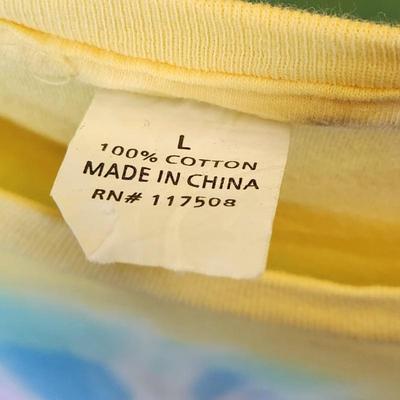 L
100% COTTON
MADE IN CHINA
RN# 117508